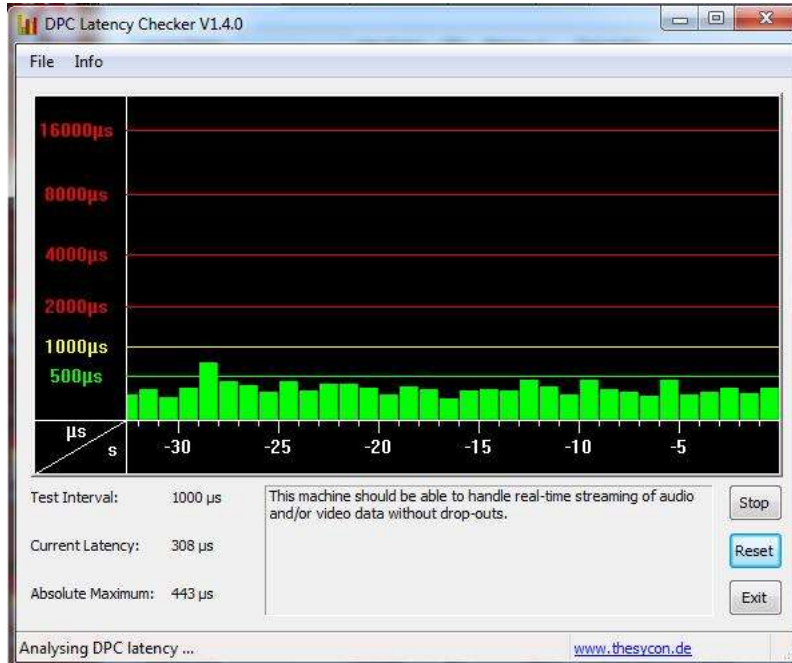 DPC Latency Checker V1.4.0
File Info
16000µs
8000µs
4000µs
2000µs
1000µs
500µs
µs
s
-30 -25 -20 -15 -10 -5
Test Interval: 1000 µs
Current Latency: 308 µs
Absolute Maximum: 443 µs
This machine should be able to handle real-time streaming of audio
and/or video data without drop-outs.
Stop
Reset
Exit
Analysing DPC latency ...
www.thesycon.de